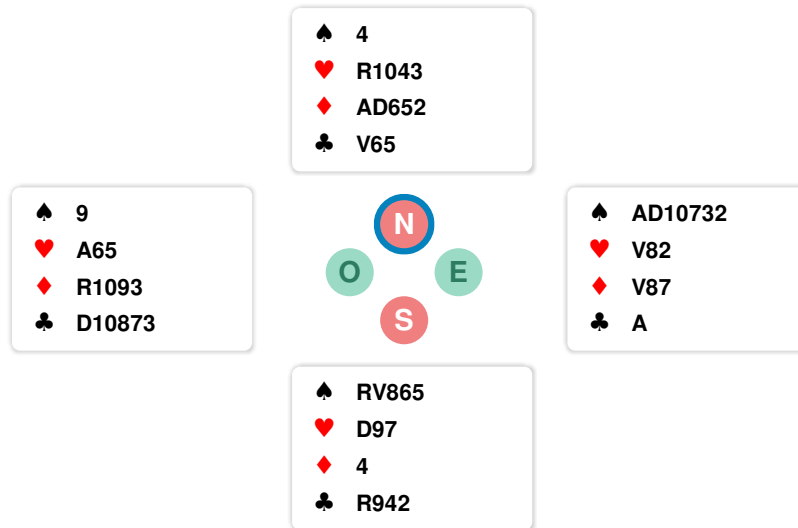 ♠ 4
♥ R1043
♦ AD652
♣ V65
♠ 9
♥ A65
♦ R1093
♣ D10873
N
O E
S
♠ AD10732
♥ V82
♦ V87
♣ A
♠ RV865
♥ D97
♦ 4
♣ R942